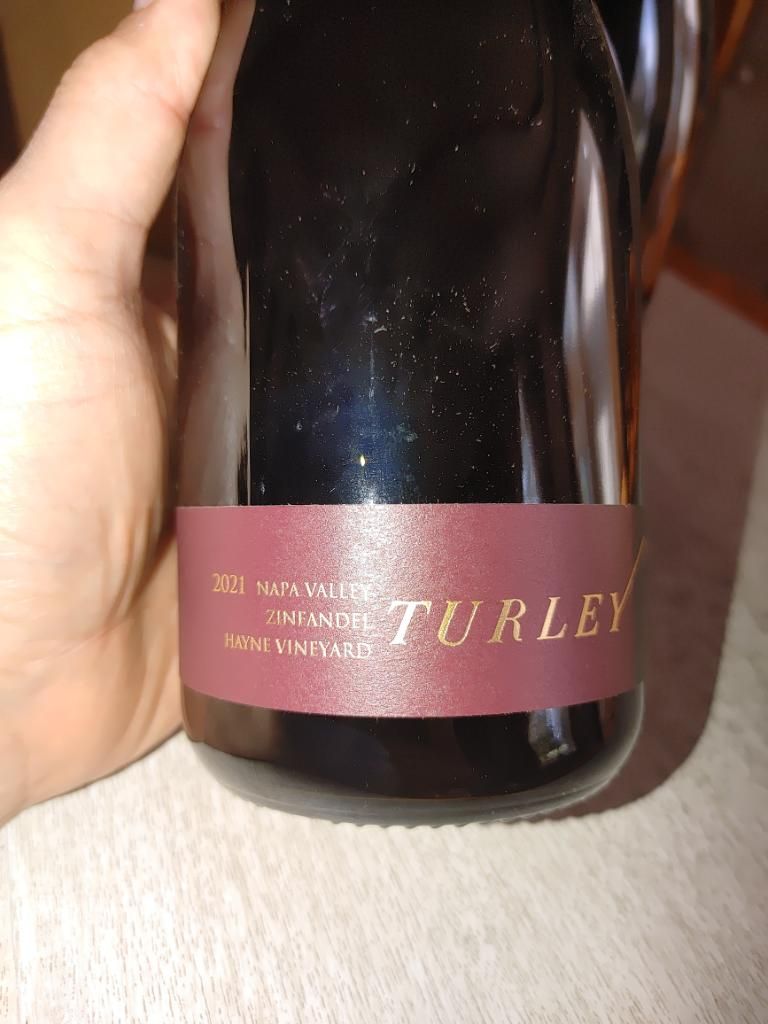 2021 NAPA VALLEY
ZINFANDEL
HAYNE VINEYARD
TURLEY